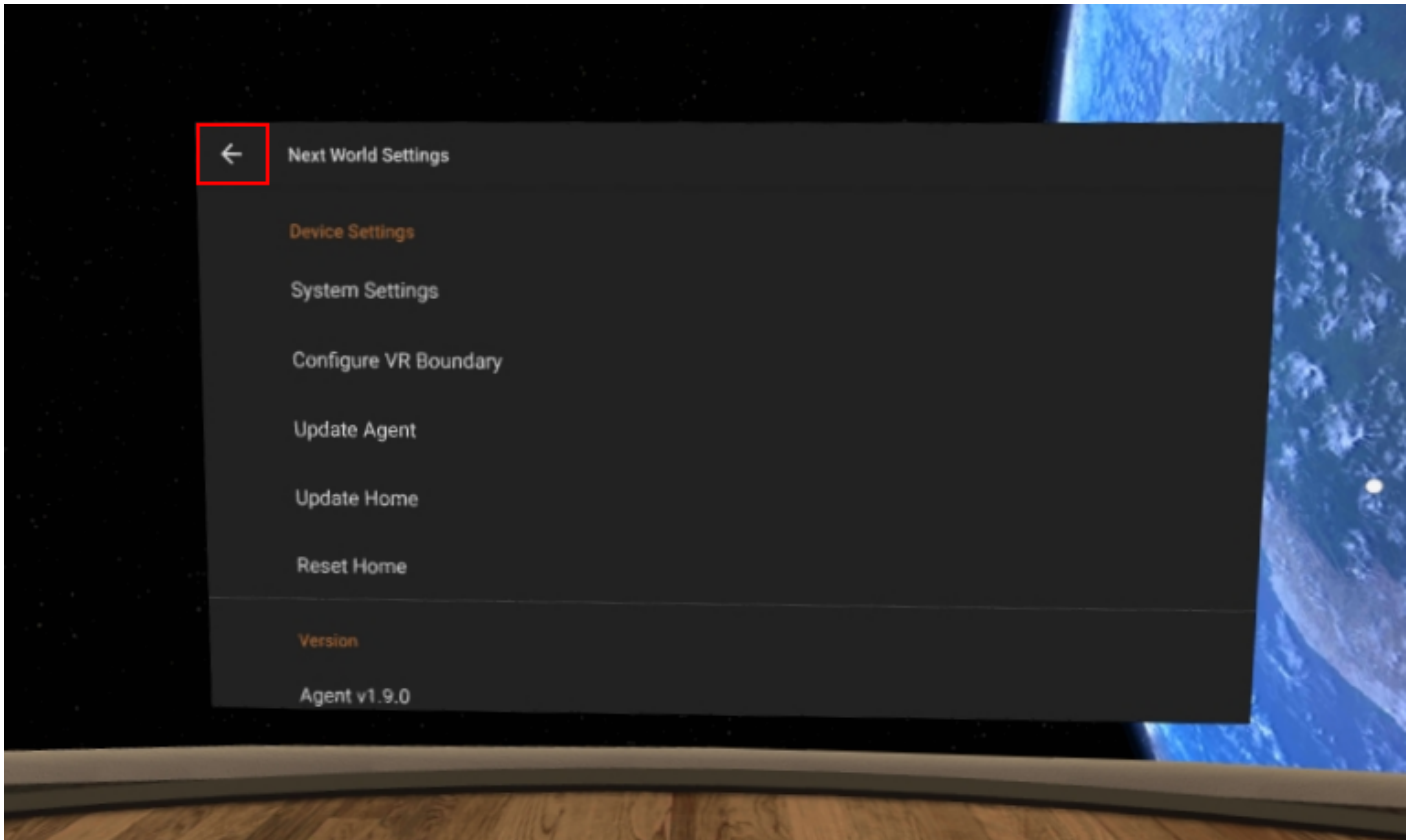 Next World Settings
Device Settings
System Settings
Configure VR Boundary
Update Agent
Update Home
Reset Home
Version
Agent v1.9.0